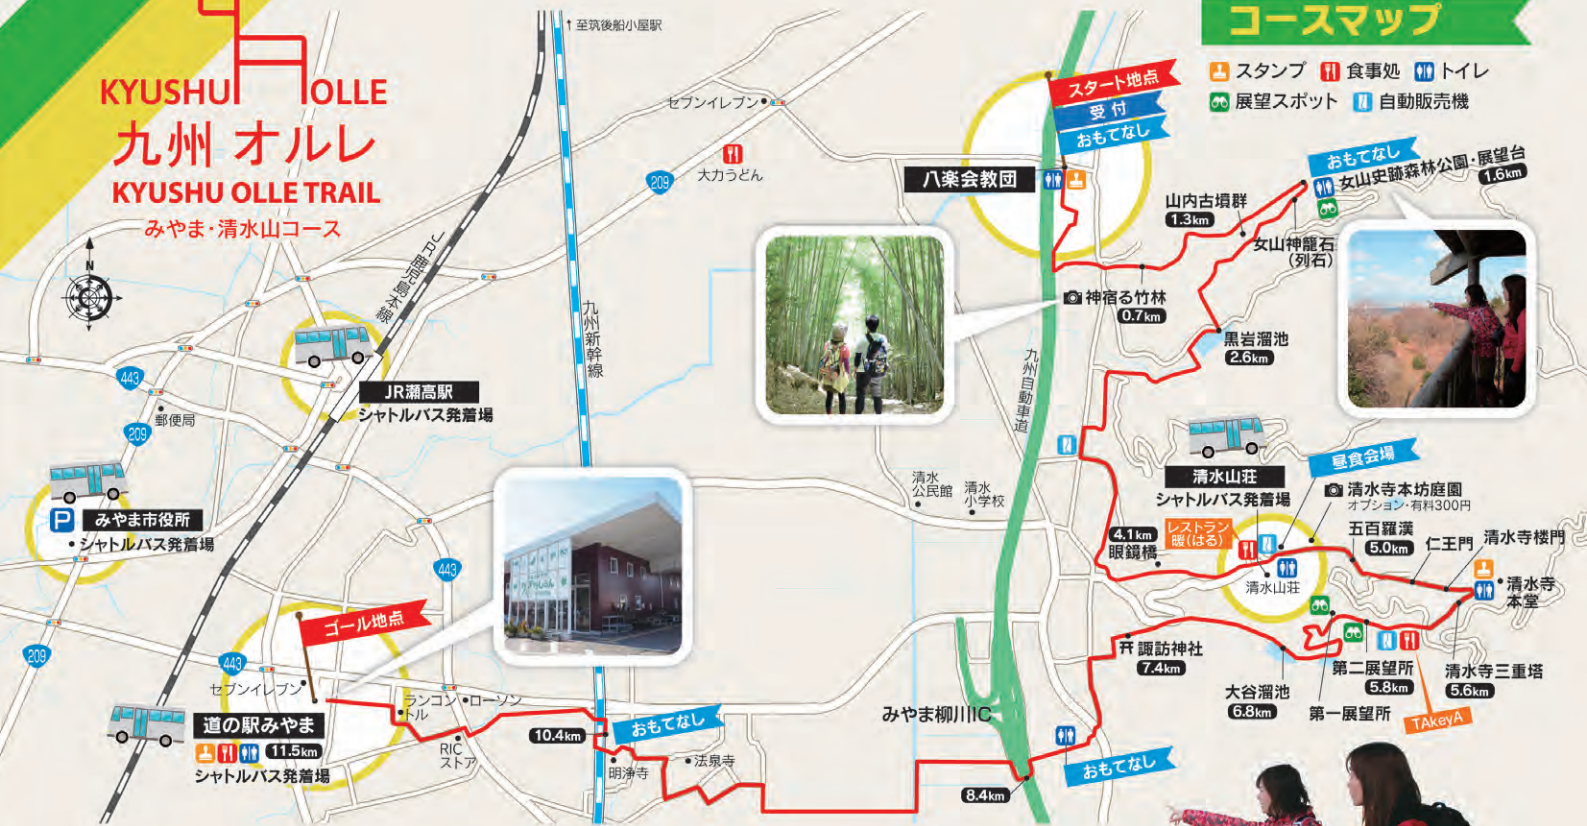 KYUSHU OLLE
九州 オルレ
KYUSHU OLLE TRAIL
みやま・清水山コース
N
コースマップ
スタンプ
食事処
トイレ
展望スポット
自動販売機
↑至筑後船小屋駅
セブンイレブン
大力うどん
209
スタート地点
受付
おもてなし
八楽会教団
おもてなし
女山史跡森林公園・展望台
1.6km
山内古墳群
1.3km
女山神籠石
(列石)
神宿る竹林
0.7km
黒岩溜池
2.6km
JR鹿児島本線
九州新幹線
九州自動車道
443
郵便局
209
JR瀬高駅
シャトルバス発着場
P
みやま市役所
シャトルバス発着場
清水
公民館
清水
小学校
清水山荘
シャトルバス発着場
昼食会場
清水寺本坊庭園
オプション・有料300円
4.1km
眼鏡橋
レストラン
暖(はる)
清水山荘
五百羅漢
5.0km
仁王門
清水寺楼門
清水寺
本堂
清水寺三重塔
5.6km
第二展望所
5.8km
TAkeyA
第一展望所
大谷溜池
6.8km
諏訪神社
7.4km
みやま柳川IC
おもてなし
8.4km
443
209
443
ゴール地点
セブンイレブン
道の駅みやま
11.5km
シャトルバス発着場
ランコン
トル
ローソン
RIC
ストア
10.4km
おもてなし
明浄寺
法泉寺